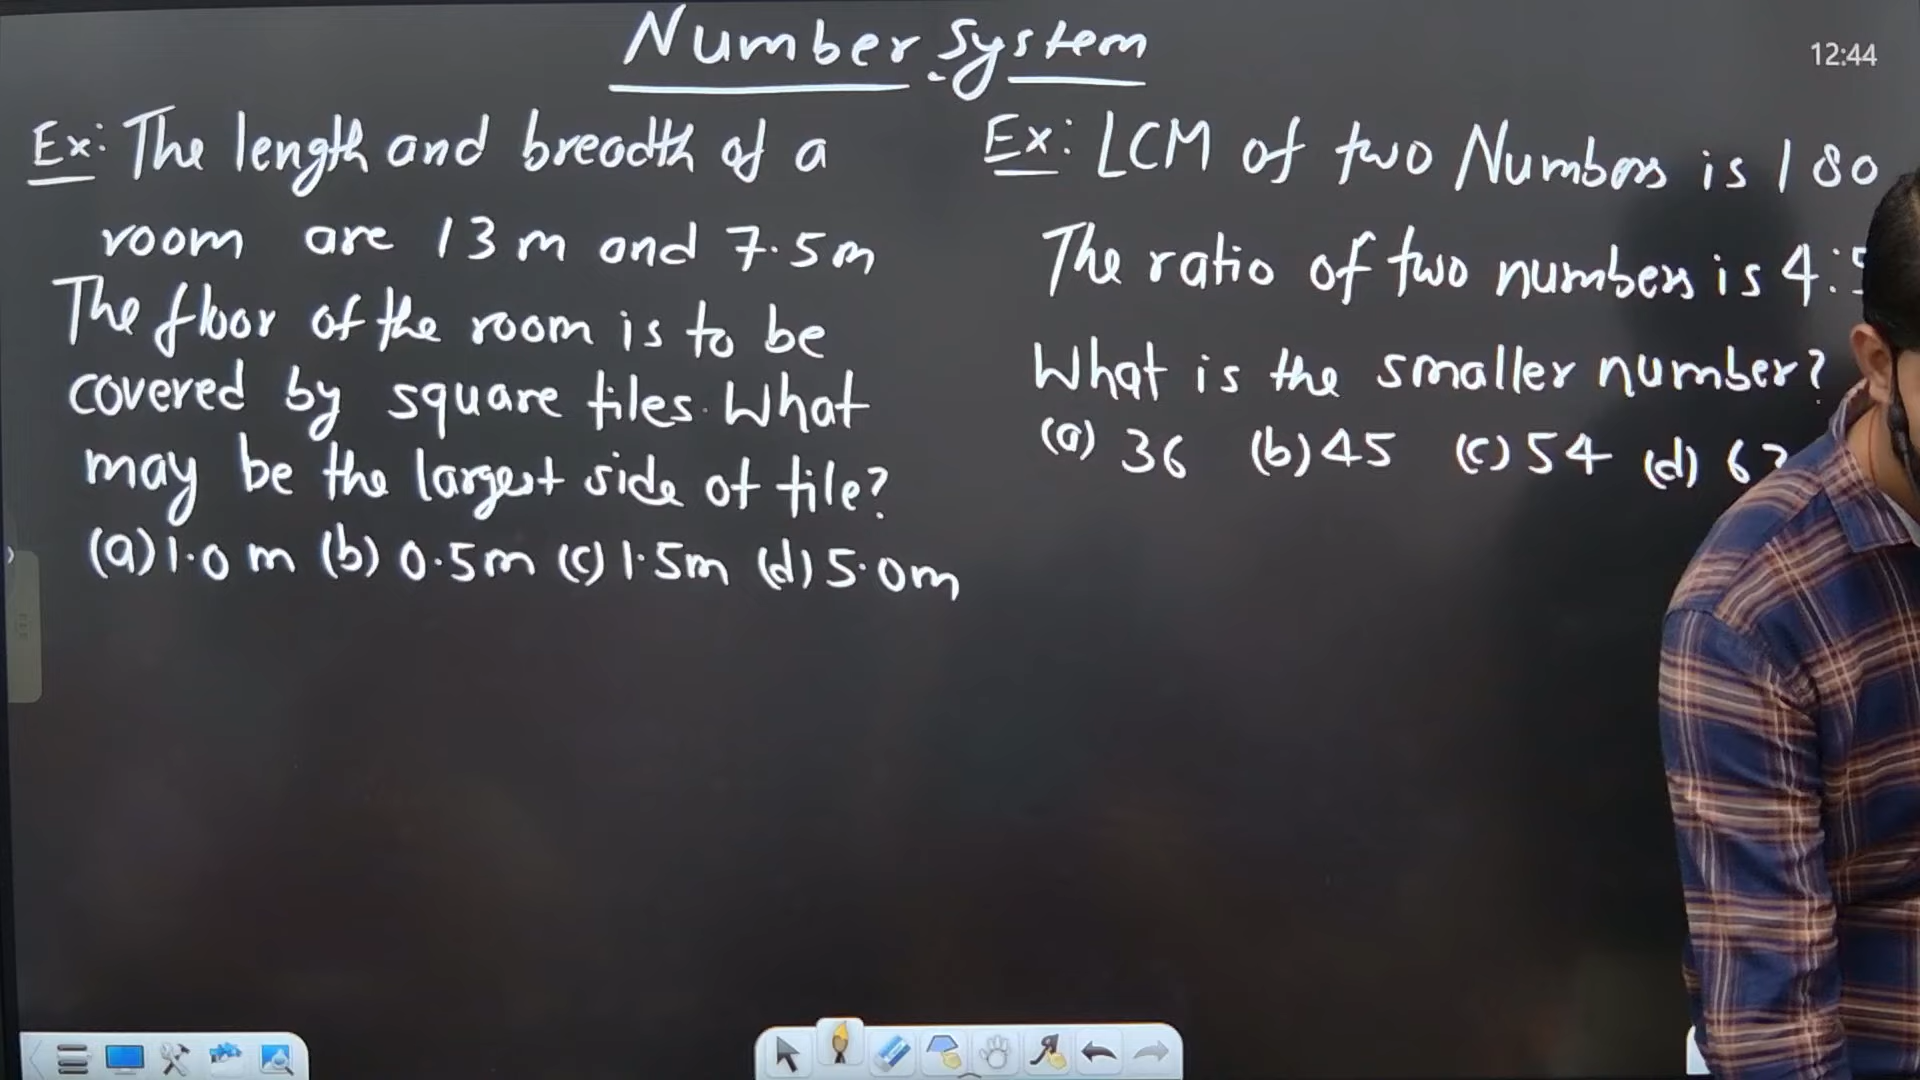 Number System
12:44
Ex: The length and breadth of a
room are 13 m and 7.5m
The floor of the room is to be
covered by square tiles. What
may be the largest side of tile?
(a) 1.0 m (b) 0.5m (c) 1.5m (d) 5.0m
Ex: LCM of two Numbers is 180
The ratio of two numbers is 4:5
What is the smaller number?
(a) 36 (b) 45 (c) 54 (d)